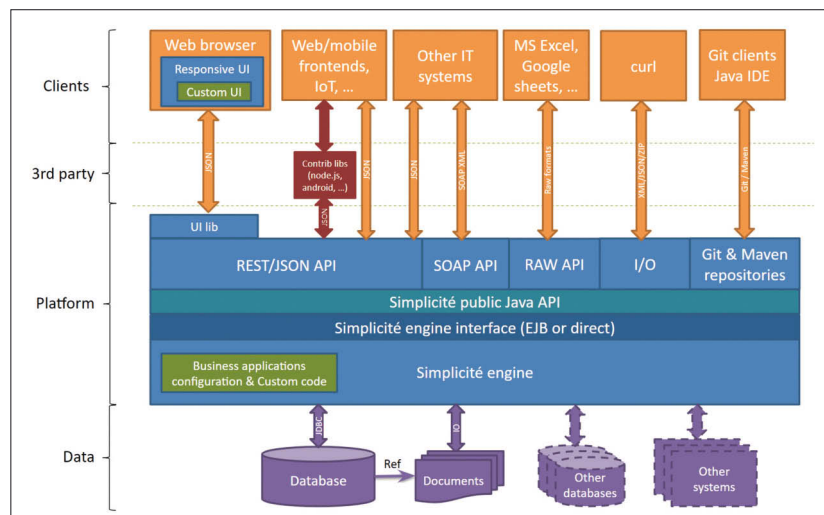 Clients
Web browser
Responsive UI
Custom UI
Web/mobile
frontends,
IoT, ...
Other IT
systems
MS Excel,
Google
sheets, ...
curl
Git clients
Java IDE
3rd party
JSON
Contrib libs
(node.js,
android, ...)
JSON
JSON
JSON
SOAP XML
Raw formats
XML/JSON/ZIP
Git / Maven
Platform
UI lib
REST/JSON API
SOAP API
RAW API
I/O
Git & Maven
repositories
Simplicité public Java API
Simplicité engine interface (EJB or direct)
Business applications
configuration & Custom code
Simplicité engine
Data
JDBC
IO
Database
Ref
Documents
Other
databases
Other
systems